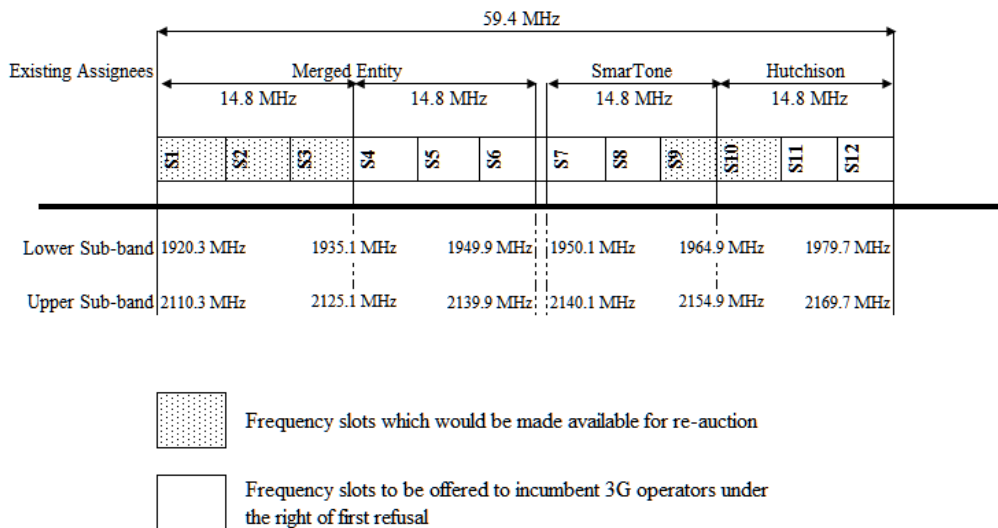 59.4 MHz
Existing Assignees Merged Entity SmarTone Hutchison
14.8 MHz 14.8 MHz 14.8 MHz 14.8 MHz
S1 S2 S3 S4 S5 S6 S7 S8 S9 S10 S11 S12
Lower Sub-band 1920.3 MHz 1935.1 MHz 1949.9 MHz 1950.1 MHz 1964.9 MHz 1979.7 MHz
Upper Sub-band 2110.3 MHz 2125.1 MHz 2139.9 MHz 2140.1 MHz 2154.9 MHz 2169.7 MHz
Frequency slots which would be made available for re-auction
Frequency slots to be offered to incumbent 3G operators under
the right of first refusal